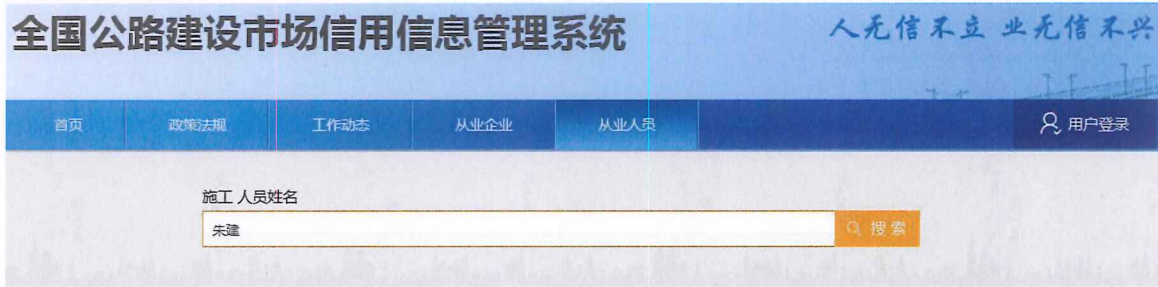 全国公路建设市场信用信息管理系统
人无信不立 业无信不兴
首页 政策法规 工作动态 从业企业 从业人员 用户登录
施工 人员姓名
朱建 搜索